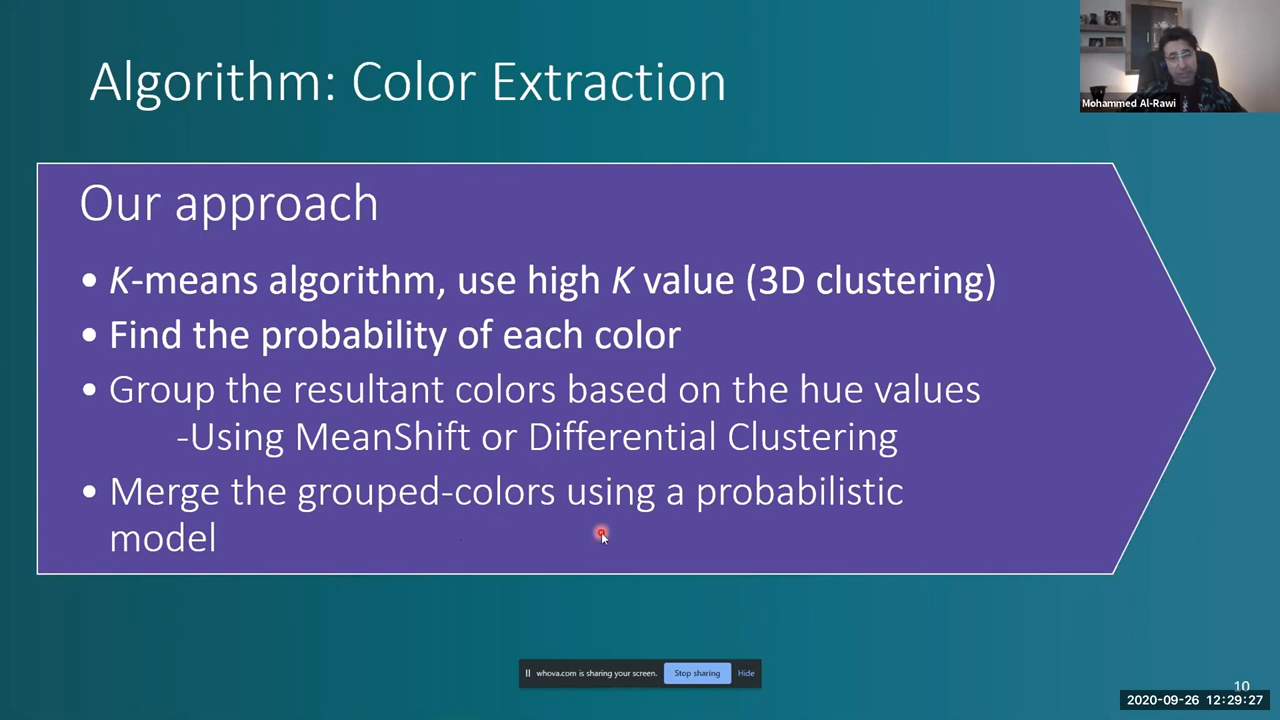 Algorithm: Color Extraction
Mohammed Al-Rawi
Our approach
• K-means algorithm, use high K value (3D clustering)
• Find the probability of each color
• Group the resultant colors based on the hue values
-Using MeanShift or Differential Clustering
• Merge the grouped-colors using a probabilistic
model
whova.com is sharing your screen. Stop sharing Hide
10
2020-09-26 12:29:27